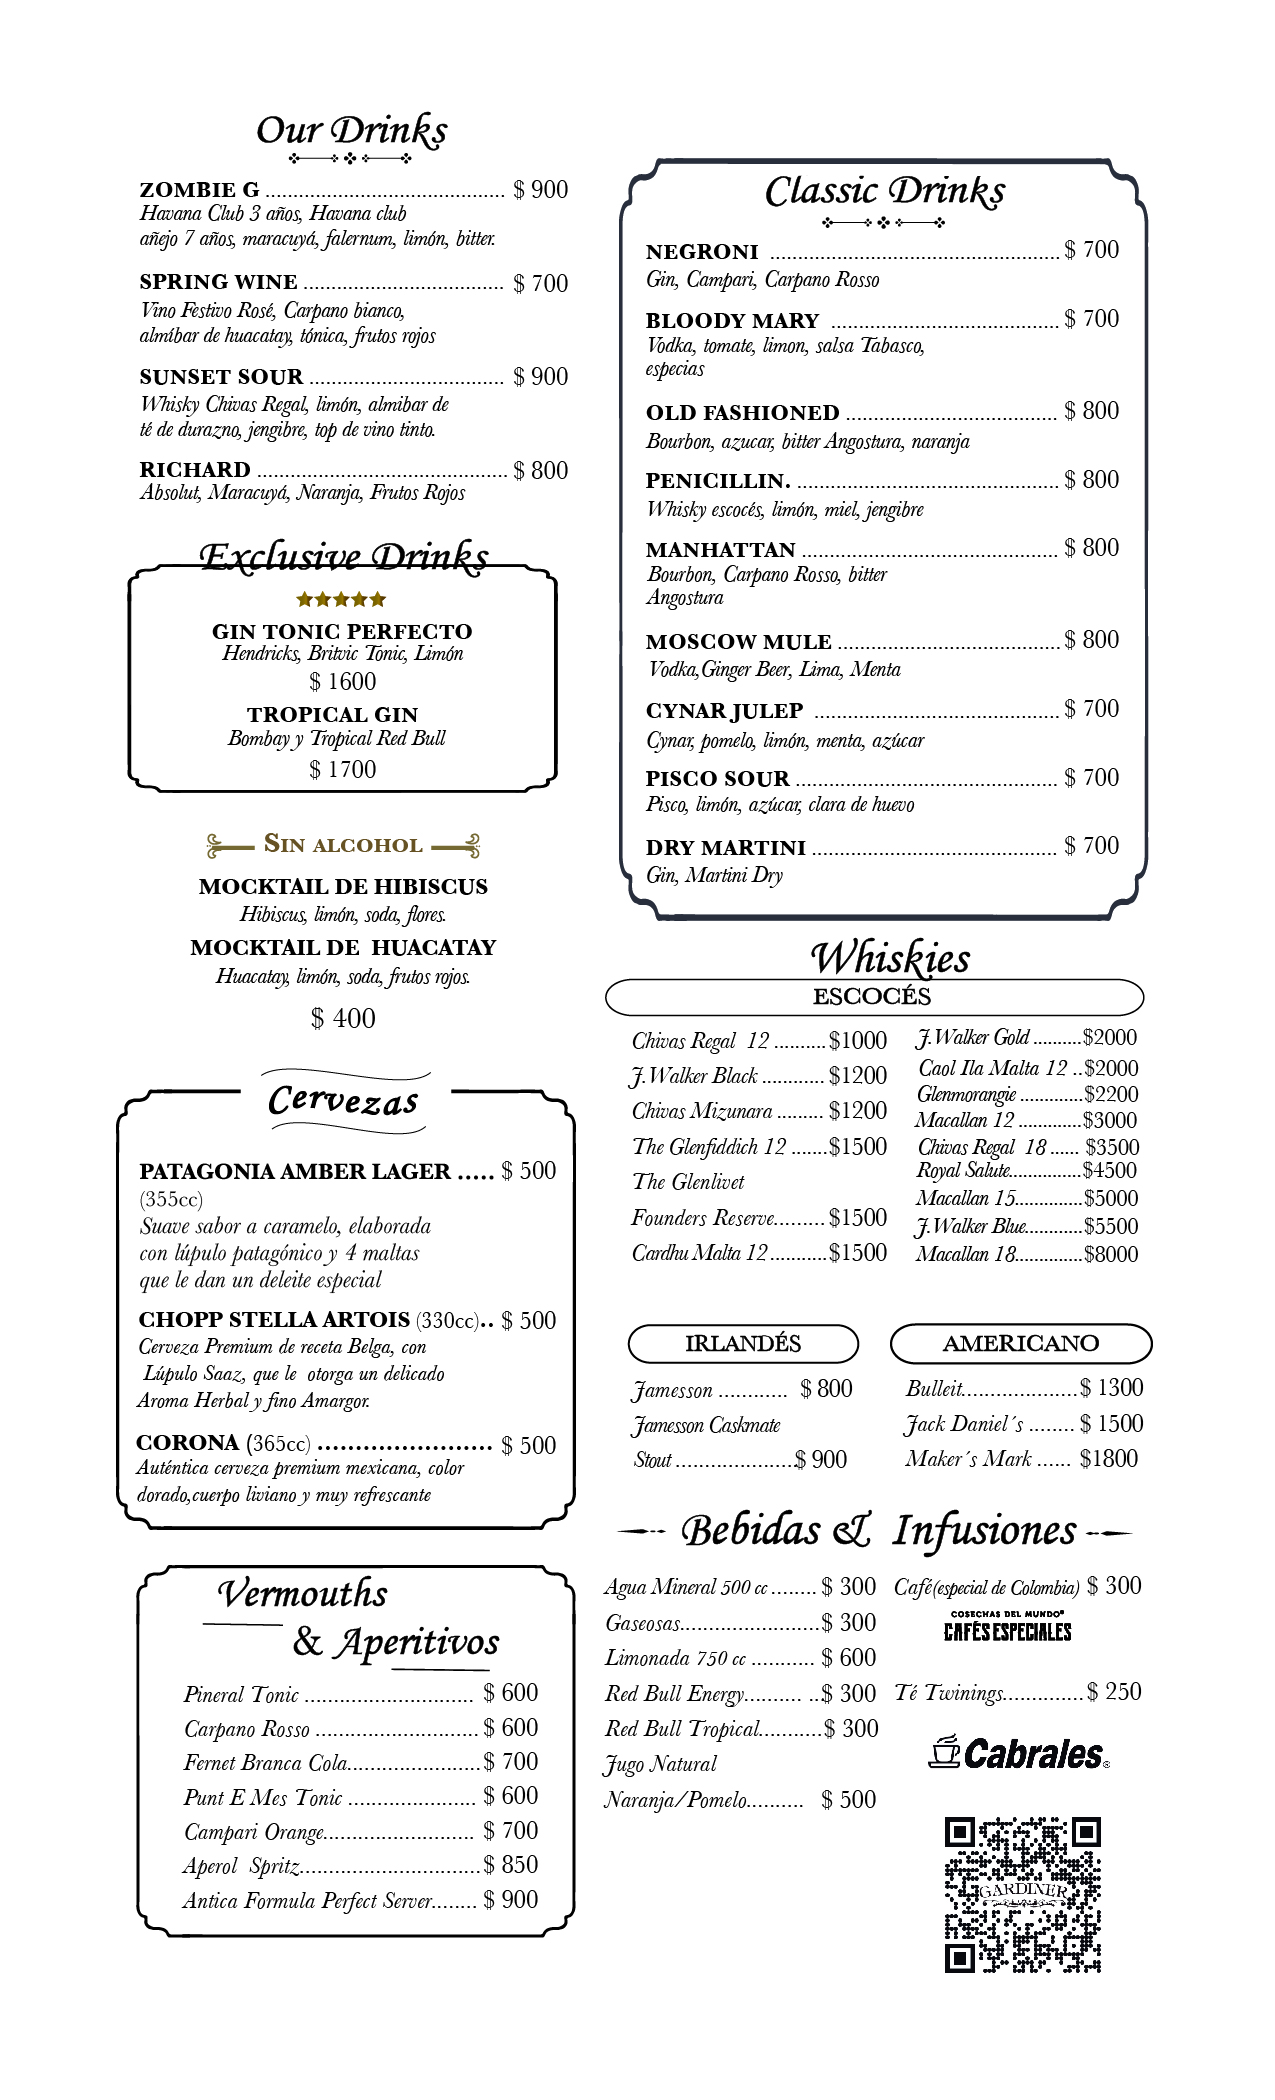 Our Drinks
ZOMBIE G ........................................... $ 900
Havana Club 3 años, Havana club
añejo 7 años, maracuyá, falernum, limón, bitter.
SPRING WINE .................................... $ 700
Vino Festivo Rosé, Carpano bianco,
almíbar de huacatay, tónica, frutos rojos
SUNSET SOUR ................................... $ 900
Whisky Chivas Regal, limón, almibar de
té de durazno, jengibre, top de vino tinto.
RICHARD ............................................. $ 800
Absolut, Maracuyá, Naranja, Frutos Rojos
Exclusive Drinks
GIN TONIC PERFECTO
Hendricks, Britvic Tonic, Limón
$ 1600
TROPICAL GIN
Bombay y Tropical Red Bull
$ 1700
SIN ALCOHOL
MOCKTAIL DE HIBISCUS
Hibiscus, limón, soda, flores.
MOCKTAIL DE HUACATAY
Huacatay, limón, soda, frutos rojos.
$ 400
Cervezas
PATAGONIA AMBER LAGER ..... $ 500
(355cc)
Suave sabor a caramelo, elaborada
con lúpulo patagónico y 4 maltas
que le dan un deleite especial
CHOPP STELLA ARTOIS (330cc).. $ 500
Cerveza Premium de receta Belga, con
Lúpulo Saaz, que le otorga un delicado
Aroma Herbal y fino Amargor.
CORONA (365cc) ....................... $ 500
Auténtica cerveza premium mexicana, color
dorado,cuerpo liviano y muy refrescante
Vermouths
& Aperitivos
Pineral Tonic ............................. $ 600
Carpano Rosso ............................ $ 600
Fernet Branca Cola....................... $ 700
Punt E Mes Tonic ...................... $ 600
Campari Orange.......................... $ 700
Aperol Spritz............................... $ 850
Antica Formula Perfect Server........ $ 900
Classic Drinks
NEGRONI .................................................... $ 700
Gin, Campari, Carpano Rosso
BLOODY MARY ......................................... $ 700
Vodka, tomate, limon, salsa Tabasco,
especias
OLD FASHIONED ...................................... $ 800
Bourbon, azucar, bitter Angostura, naranja
PENICILLIN. ............................................... $ 800
Whisky escocés, limón, miel, jengibre
MANHATTAN .............................................. $ 800
Bourbon, Carpano Rosso, bitter
Angostura
MOSCOW MULE ........................................ $ 800
Vodka,Ginger Beer, Lima, Menta
CYNAR JULEP ............................................ $ 700
Cynar, pomelo, limón, menta, azúcar
PISCO SOUR ............................................... $ 700
Pisco, limón, azúcar, clara de huevo
DRY MARTINI ............................................ $ 700
Gin, Martini Dry
Whiskies
ESCOCÉS
Chivas Regal 12 ..........$1000
J.Walker Black ............ $1200
Chivas Mizunara ......... $1200
The Glenfiddich 12 .......$1500
The Glenlivet
Founders Reserve......... $1500
Cardhu Malta 12...........$1500
J.Walker Gold ..........$2000
Caol Ila Malta 12 ..$2000
Glenmorangie .............$2200
Macallan 12 .............$3000
Chivas Regal 18 ...... $3500
Royal Salute...............$4500
Macallan 15..............$5000
J.Walker Blue............$5500
Macallan 18..............$8000
IRLANDÉS
Jamesson ............ $ 800
Jamesson Caskmate
Stout .....................$ 900
AMERICANO
Bulleit.....................$ 1300
Jack Daniel´s ........ $ 1500
Maker´s Mark ...... $1800
Bebidas & Infusiones
Agua Mineral 500 cc ........ $ 300
Gaseosas........................ $ 300
Limonada 750 cc ........... $ 600
Red Bull Energy.......... ..$ 300
Red Bull Tropical...........$ 300
Jugo Natural
Naranja/Pomelo.......... $ 500
Café(especial de Colombia) $ 300
COSECHAS DEL MUNDO®
CAFÉS ESPECIALES
Té Twinings.............. $ 250
Cabrales®
GARDINER